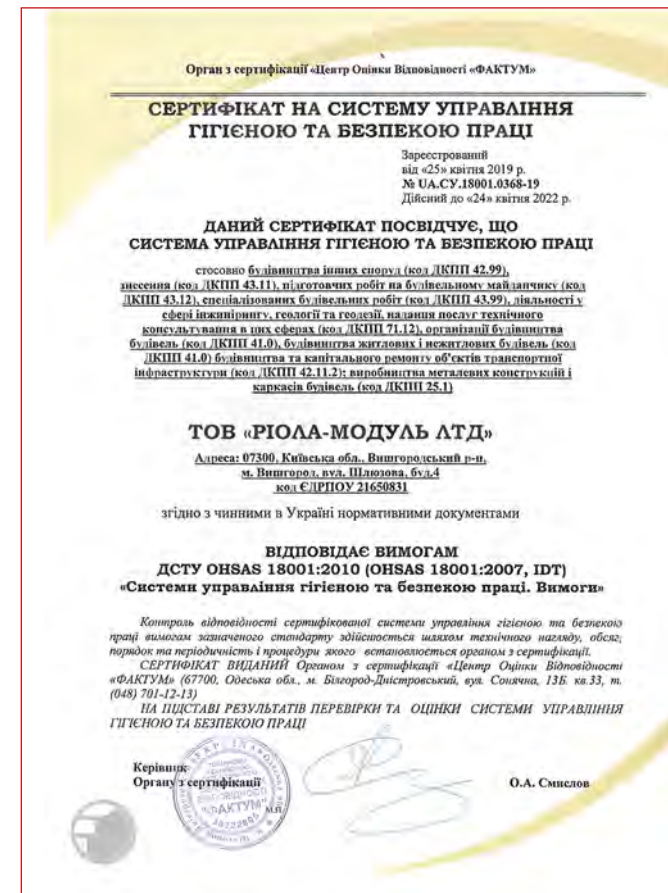 Орган з сертифікації «Центр Оцінки Відповідності «ФАКТУМ»
СЕРТИФІКАТ НА СИСТЕМУ УПРАВЛІННЯ
ГІГІЄНОЮ ТА БЕЗПЕКОЮ ПРАЦІ
Зареєстрований
від «25» квітня 2019 р.
№ UA.СУ.18001.0368-19
Дійсний до «24» квітня 2022 р.
ДАНИЙ СЕРТИФІКАТ ПОСВІДЧУЄ, ЩО
СИСТЕМА УПРАВЛІННЯ ГІГІЄНОЮ ТА БЕЗПЕКОЮ ПРАЦІ
стосовно будівництва інших споруд (код ДКПП 42.99),
знесення (код ДКПП 43.11), підготовчих робіт на будівельному майданчику (код
ДКПП 43.12), спеціалізованих будівельних робіт (код ДКПП 43.99), діяльності у
сфері інжинірингу, геології та геодезії, надання послуг технічного
консультування в цих сферах (код ДКПП 71.12), організації будівництва
будівель (код ДКПП 41.0), будівництва житлових і нежитлових будівель (код
ДКПП 41.0) будівництва та капітального ремонту об'єктів транспортної
інфраструктури (код ДКПП 42.11.2); виробництва металевих конструкцій і
каркасів будівель (код ДКПП 25.1)
ТОВ «РІОЛА-МОДУЛЬ ЛТД»
Адреса: 07300, Київська обл., Вишгородський р-н,
м. Вишгород, вул. Шлюзова, буд.4
код ЄДРПОУ 21650831
згідно з чинними в Україні нормативними документами
ВІДПОВІДАЄ ВИМОГАМ
ДСТУ OHSAS 18001:2010 (OHSAS 18001:2007, IDT)
«Системи управління гігієною та безпекою праці. Вимоги»
Контроль відповідності сертифікованої системи управління гігієною та безпекою
праці вимогам зазначеного стандарту здійснюється шляхом технічного нагляду, обсяг,
порядок та періодичність і процедури якого встановлюється органом з сертифікації.
СЕРТИФІКАТ ВИДАНИЙ Органом з сертифікації «Центр Оцінки Відповідності
«ФАКТУМ» (67700, Одеська обл., м. Білгород-Дністровський, вул. Сонячна, 13Б, кв.33, т.
(048) 701-12-13)
НА ПІДСТАВІ РЕЗУЛЬТАТІВ ПЕРЕВІРКИ ТА ОЦІНКИ СИСТЕМИ УПРАВЛІННЯ
ГІГІЄНОЮ ТА БЕЗПЕКОЮ ПРАЦІ
Керівник
Органу з сертифікації
М.П.
О.А. Смислов
"ФАКТУМ"